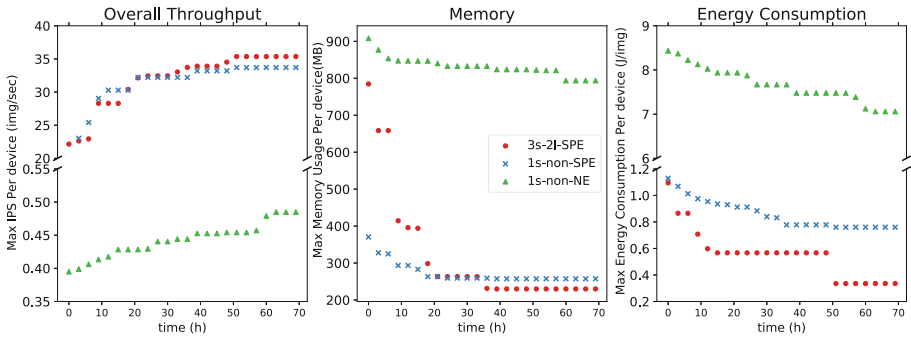 Overall Throughput
Max IPS Per device (img/sec)
40
35
30
25
20
0.55
0.50
0.45
0.40
0.35
0 10 20 30 40 50 60 70
time (h)
Memory
Max Memory Usage Per device(MB)
900
800
700
600
500
400
300
200
3s-2l-SPE
1s-non-SPE
1s-non-NE
0 10 20 30 40 50 60 70
time (h)
Energy Consumption
Max Energy Consumption Per device (J/img)
9
8
7
6
1.2
1.0
0.8
0.6
0.4
0.2
0 10 20 30 40 50 60 70
time (h)